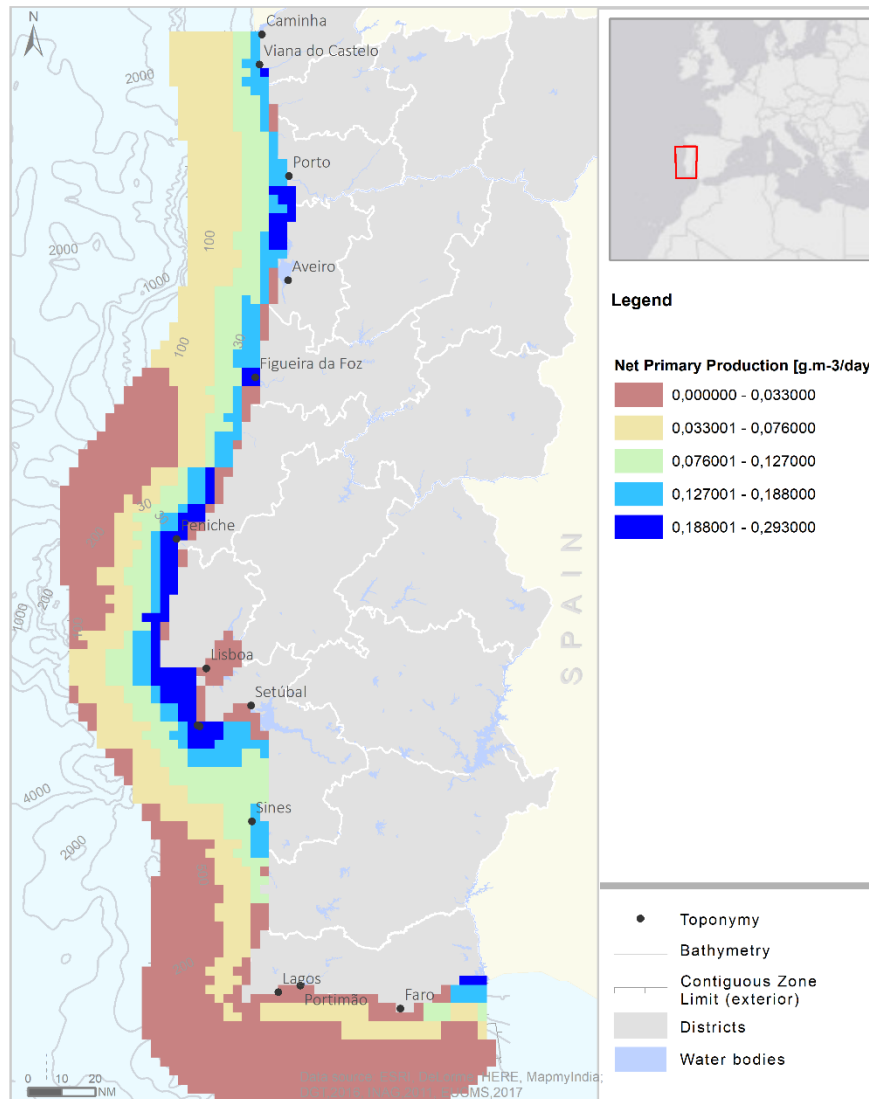 N
Caminha
Viana do Castelo
2000
Porto
100
2000
Aveiro
1000
30
100
Figueira da Foz
30
Peniche
200
1000
Lisboa
Setúbal
4000
Sines
2000
Lagos
Portimão
Faro
SPAIN
0 10 20
NM
HERE, MapmyIndia;
2017
Legend
Net Primary Production [g.m-3/day
0,000000 - 0,033000
0,033001 - 0,076000
0,076001 - 0,127000
0,127001 - 0,188000
0,188001 - 0,293000
Toponymy
Bathymetry
Contiguous Zone
Limit (exterior)
Districts
Water bodies